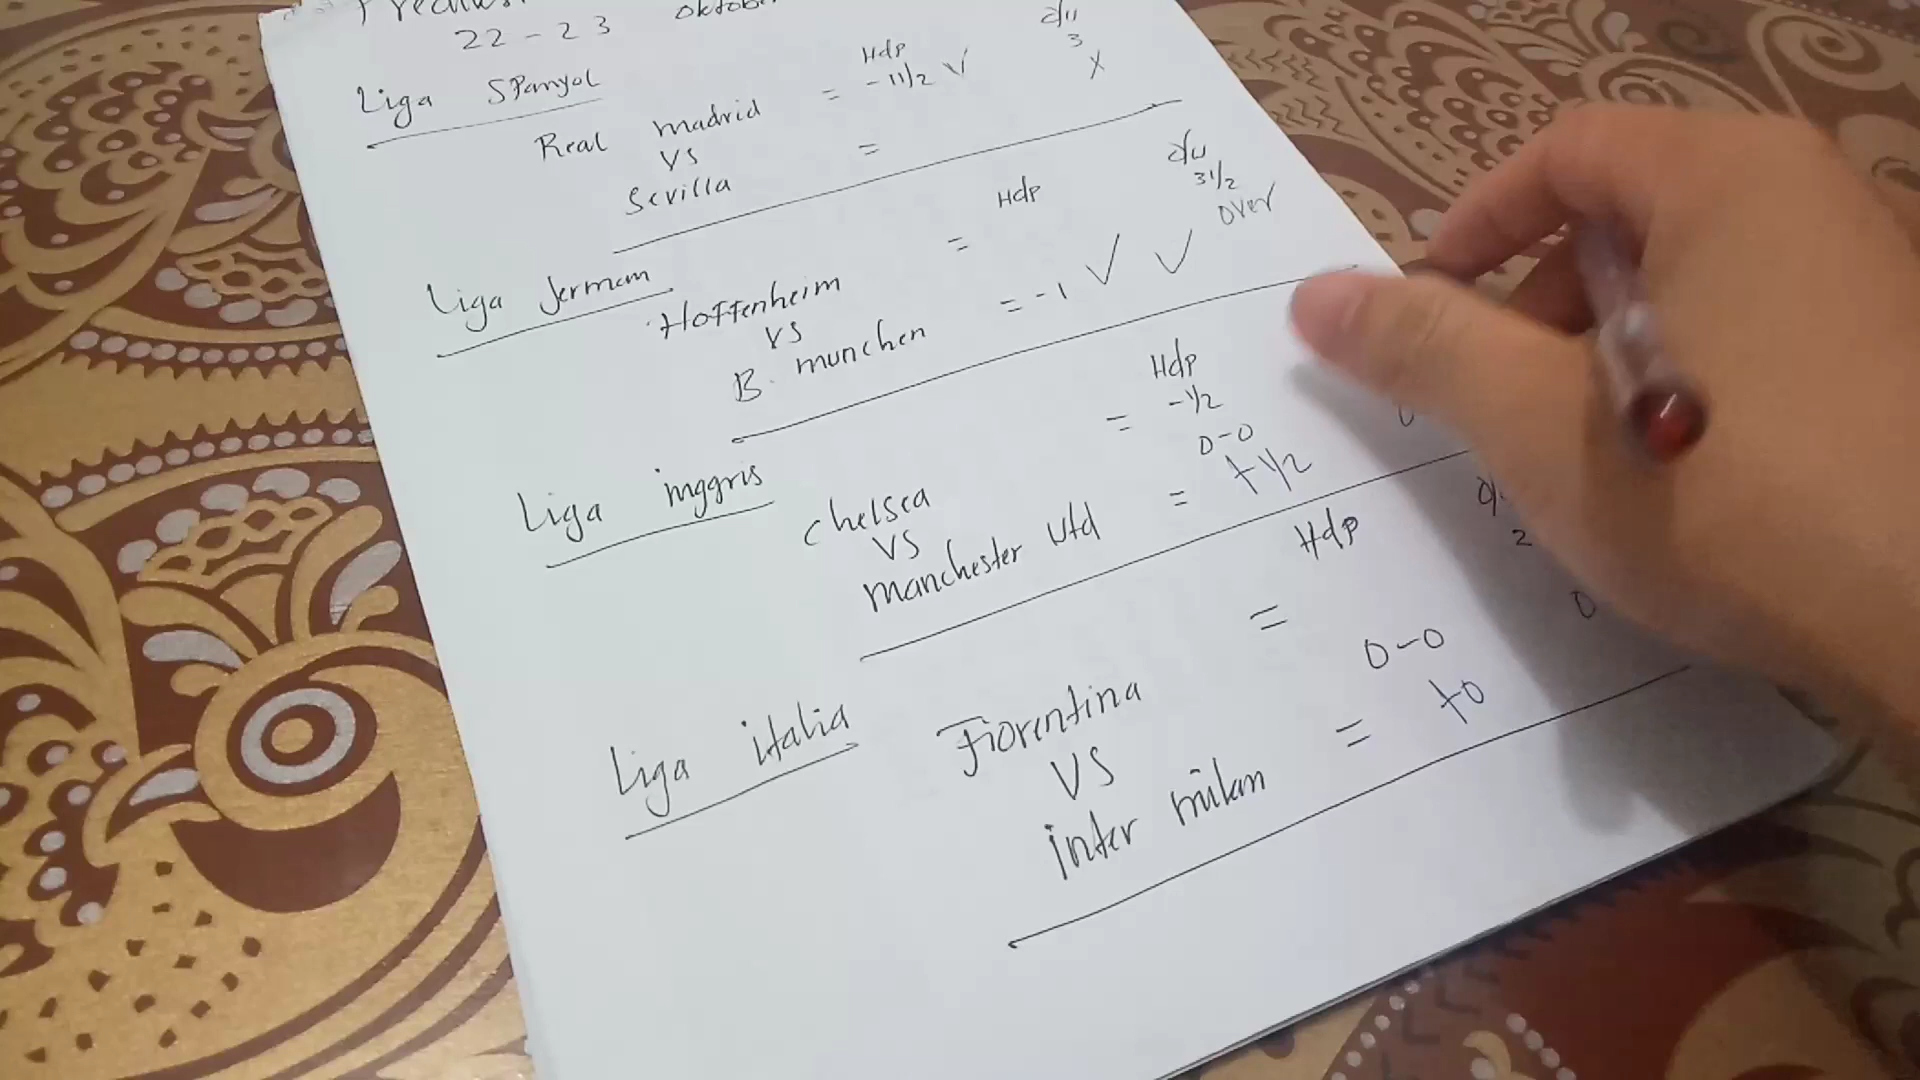 Oktober
22 - 23
Liga Spanyol
Hdp o/u
Real madrid = -1 1/2 √ 3 X
VS
Sevilla =
Liga Jerman
Hdp o/u
Hoffenheim = 3 1/2
VS over
B. munchen = -1 √ √
Liga inggris
Hdp
Chelsea = -1/2
VS 0-0
manchester Utd = +1/2
Liga italia
Hdp
2
Fiorentina =
VS 0-0
inter milan = +0